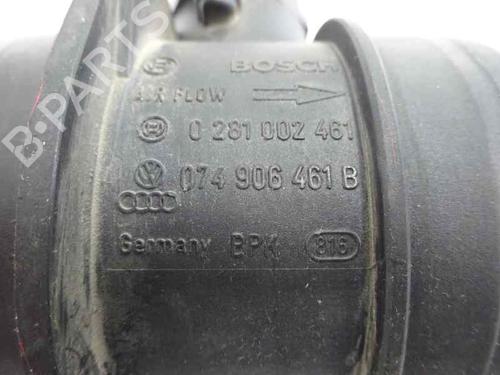 BOSCH
AIR FLOW
0 281 002 461
074 906 461 B
Germany BPK 816
B-PARTS